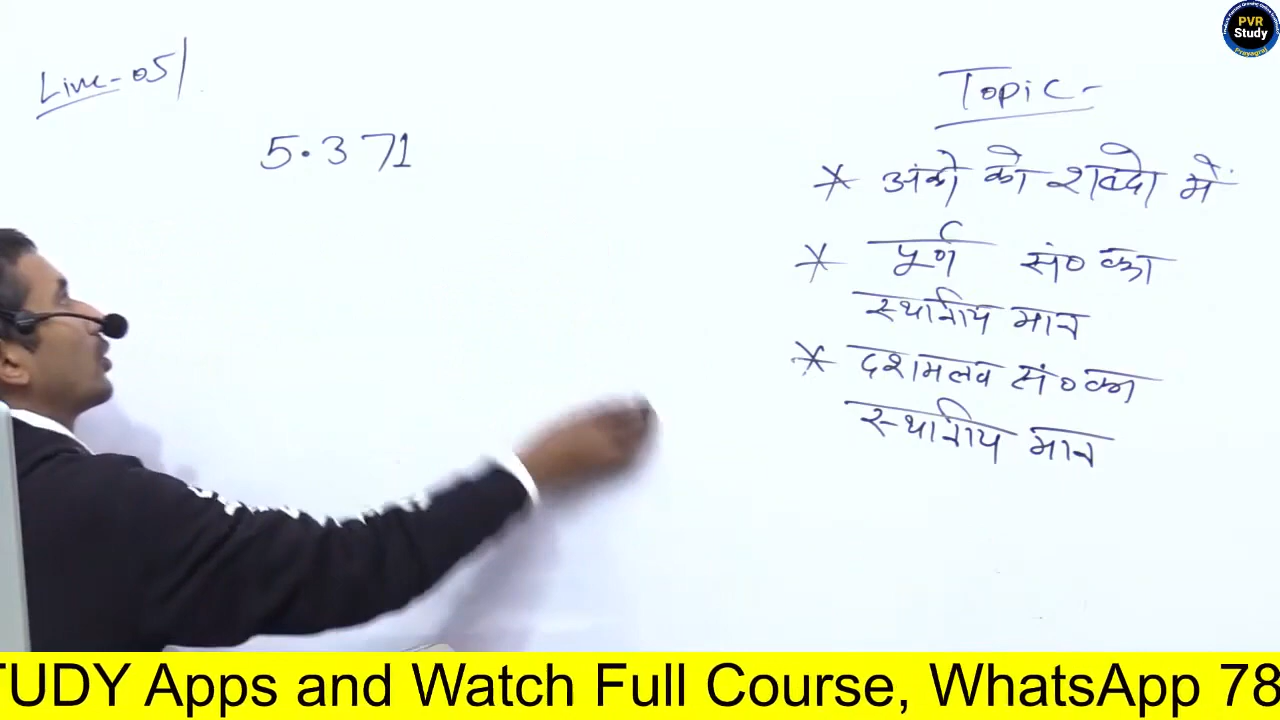 Live-05/
5.371
Topic-
* अंको को शब्दो में
* पूर्ण सं० का
स्थानीय मान
* दशमलव सं० का
स्थानीय मान
PVR
Study
Prayagraj
TUDY Apps and Watch Full Course, WhatsApp 78